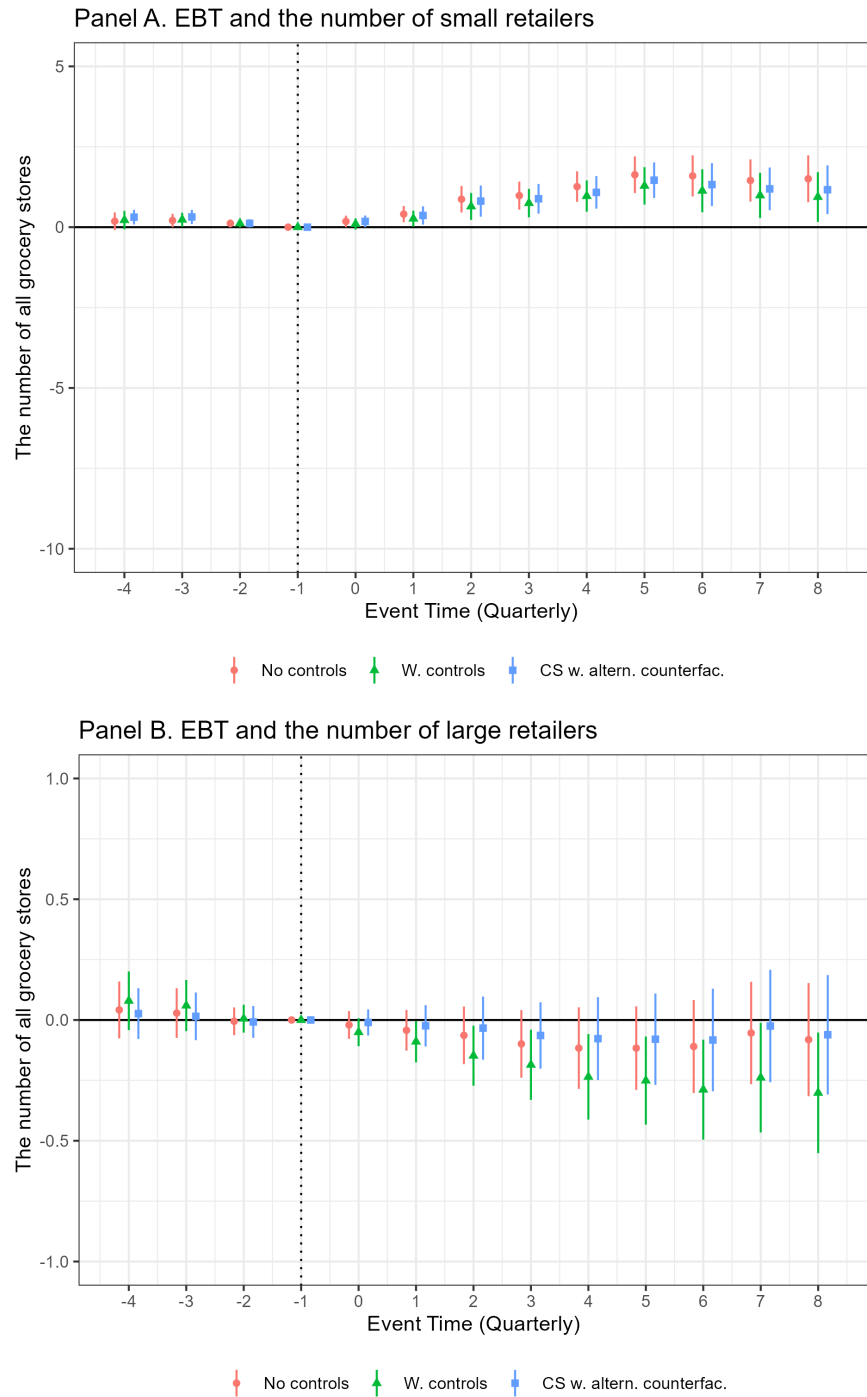 Panel A. EBT and the number of small retailers
The number of all grocery stores
5
0
-5
-10
-4 -3 -2 -1 0 1 2 3 4 5 6 7 8
Event Time (Quarterly)
No controls W. controls CS w. altern. counterfac.
Panel B. EBT and the number of large retailers
The number of all grocery stores
1.0
0.5
0.0
-0.5
-1.0
-4 -3 -2 -1 0 1 2 3 4 5 6 7 8
Event Time (Quarterly)
No controls W. controls CS w. altern. counterfac.